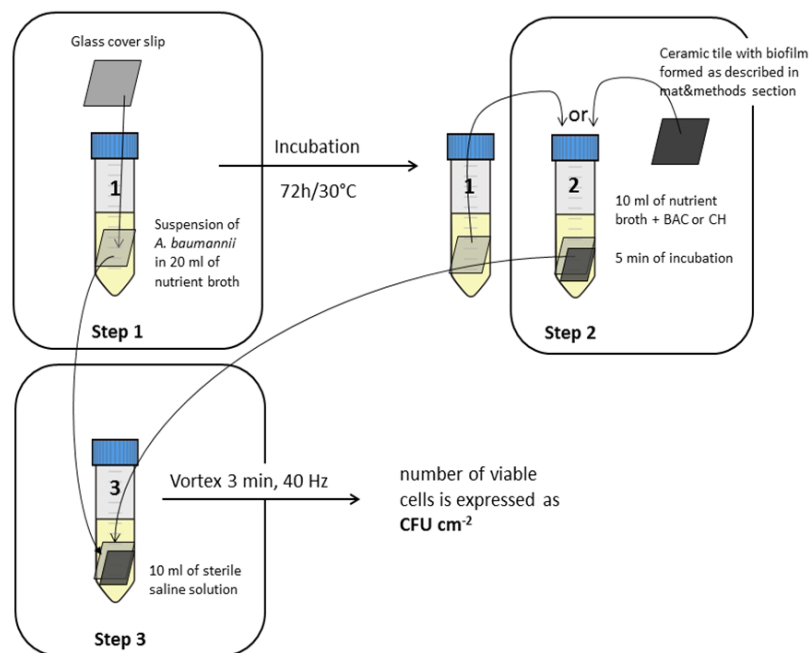 Glass cover slip
1
Suspension of
A. baumannii
in 20 ml of
nutrient broth
Step 1
Incubation
72h/30°C
1
or
2
Ceramic tile with biofilm
formed as described in
mat&methods section
10 ml of nutrient
broth + BAC or CH
5 min of incubation
Step 2
3
10 ml of sterile
saline solution
Step 3
Vortex 3 min, 40 Hz
number of viable
cells is expressed as
CFU cm-2